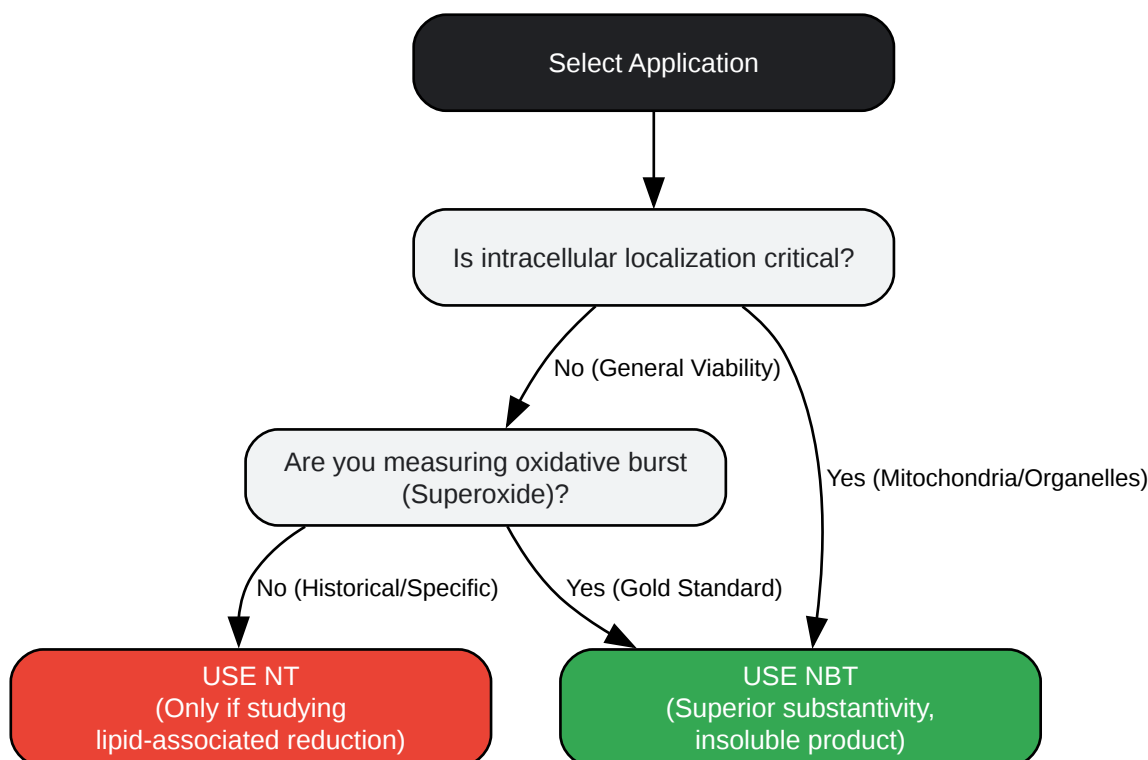 Select Application
Is intracellular localization critical?
No (General Viability)
Are you measuring oxidative burst
(Superoxide)?
Yes (Mitochondria/Organelles)
No (Historical/Specific)
Yes (Gold Standard)
USE NT
(Only if studying
lipid-associated reduction)
USE NBT
(Superior substantivity,
insoluble product)